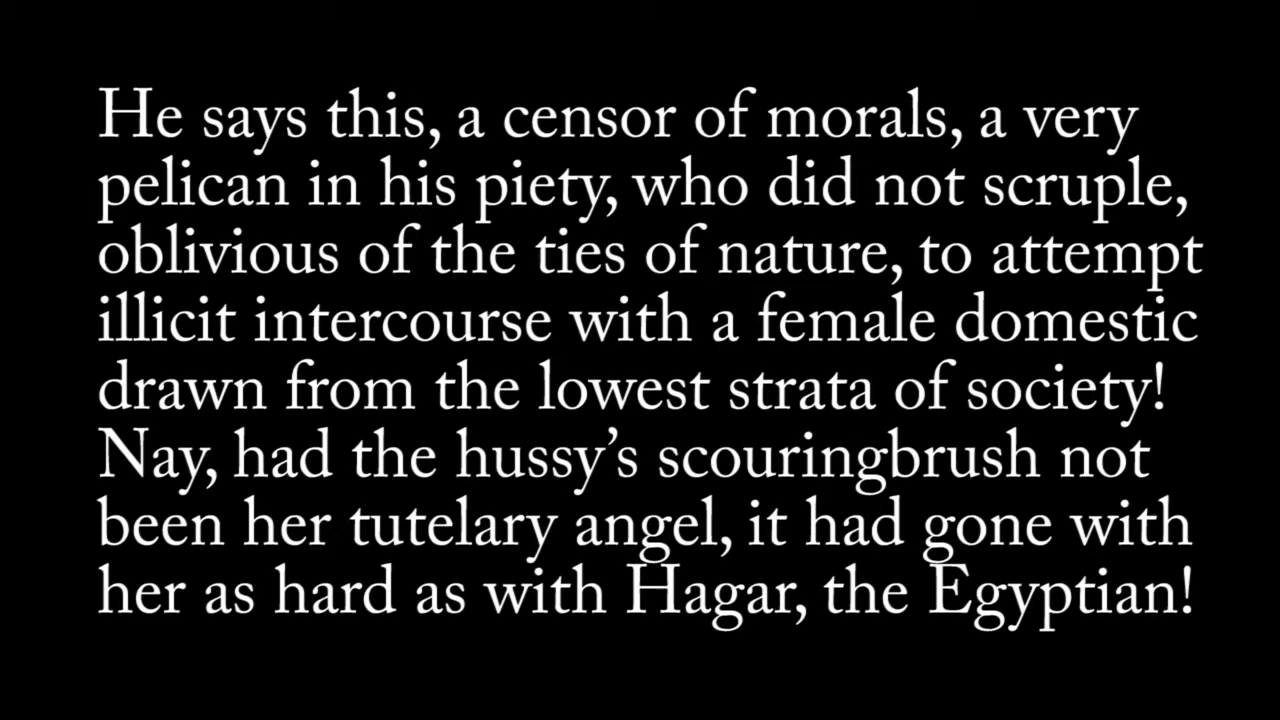 He says this, a censor of morals, a very
pelican in his piety, who did not scruple,
oblivious of the ties of nature, to attempt
illicit intercourse with a female domestic
drawn from the lowest strata of society!
Nay, had the hussy’s scouringbrush not
been her tutelary angel, it had gone with
her as hard as with Hagar, the Egyptian!